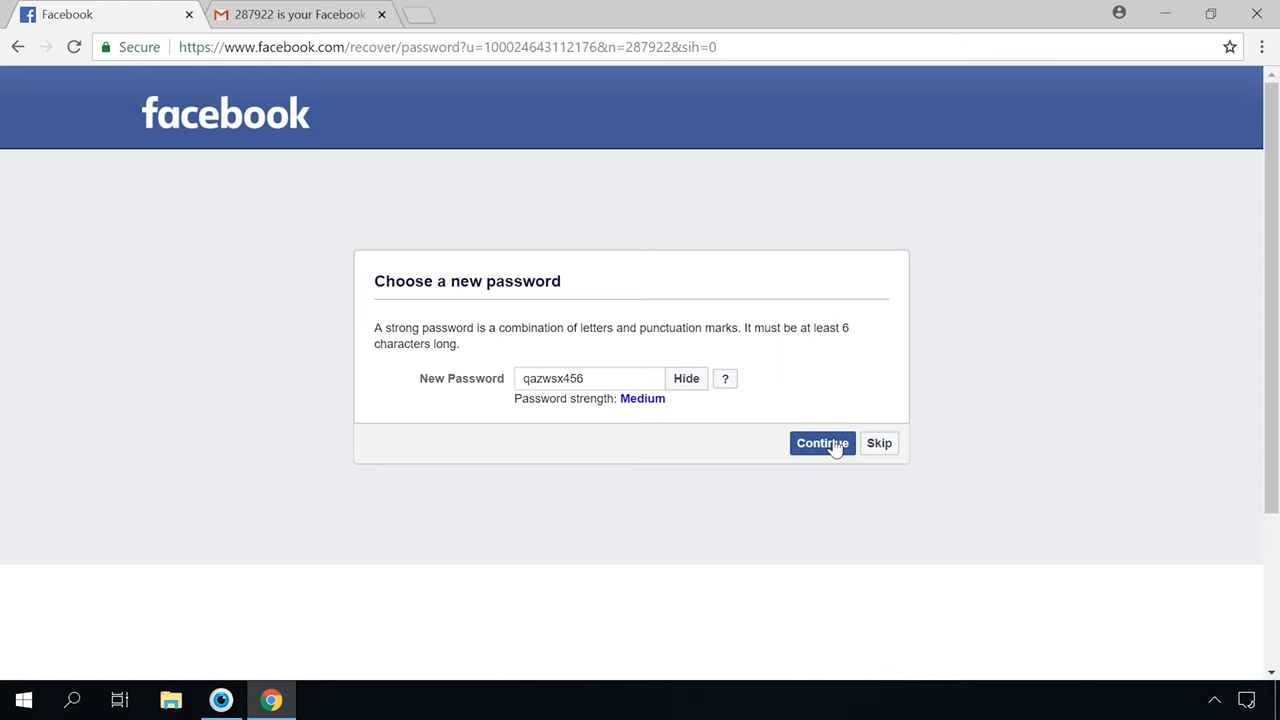 Facebook
287922 is your Facebook
Secure
https://www.facebook.com/recover/password?u=100024643112176&n=287922&sih=0
facebook
Choose a new password
A strong password is a combination of letters and punctuation marks. It must be at least 6
characters long.
New Password qazwsx456 Hide ?
Password strength: Medium
Continue Skip